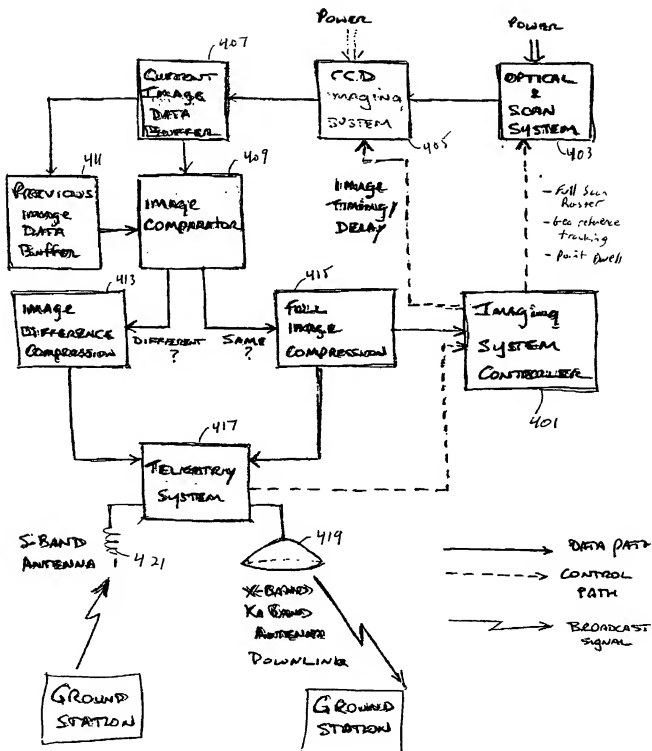 POWER
POWER
407
CURRENT
IMAGE
DATA
BUFFER
CCD
IMAGING
SYSTEM
405
OPTICAL
&
SCAN
SYSTEM
403
411
PREVIOUS
IMAGE
DATA
BUFFER
409
IMAGE
COMPARATOR
IMAGE
TIMING/
DELAY
- Full Scan
Raster
- Geo reference
tracking
- Point Dwell
413
IMAGE
DIFFERENCE
COMPRESSION
DIFFERENT
?
SAME
?
415
FULL
IMAGE
COMPRESSION
IMAGING
SYSTEM
CONTROLLER
401
417
TELEMETRY
SYSTEM
S-BAND
ANTENNA
421
419
X-BAND
KA BAND
ANTENNA
DOWNLINK
DATA PATH
CONTROL
PATH
BROADCAST
SIGNAL
GROUND
STATION
GROUND
STATION